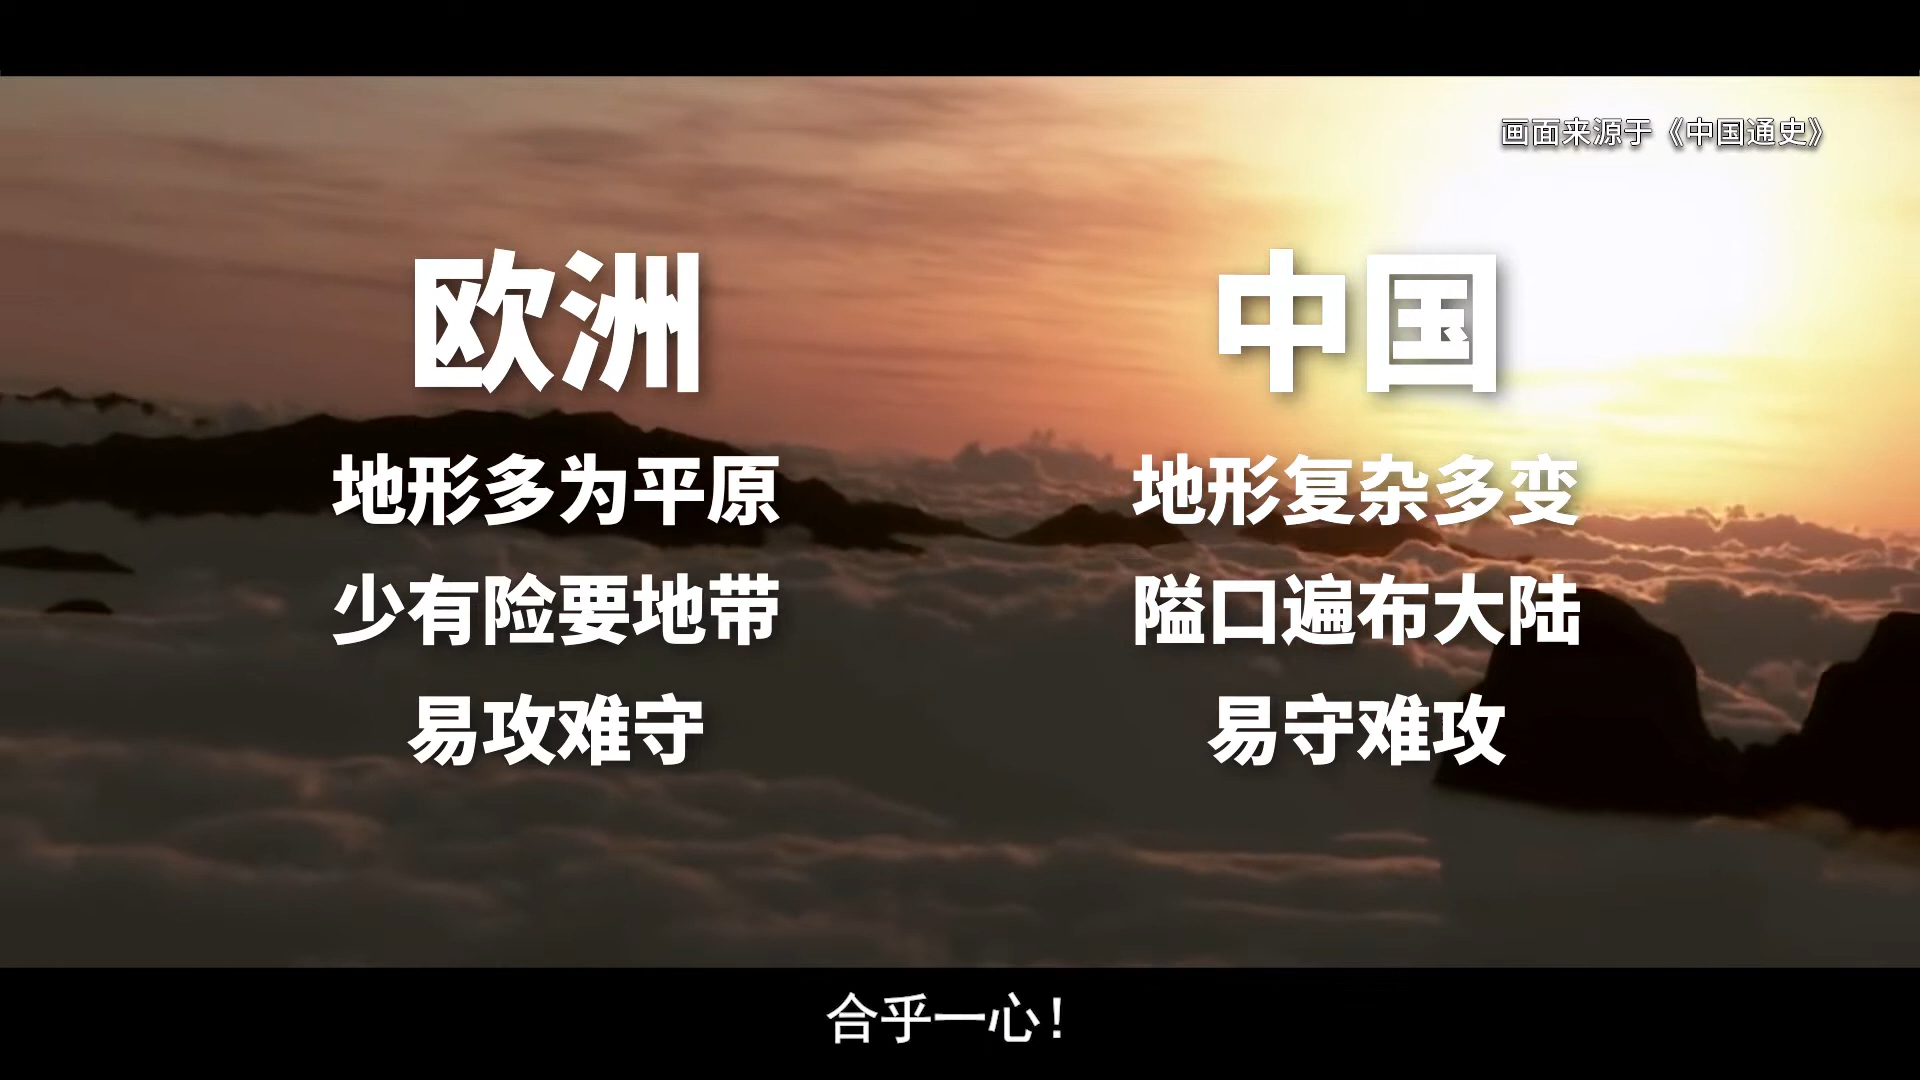 画面来源于《中国通史》
欧洲
地形多为平原
少有险要地带
易攻难守
中国
地形复杂多变
隘口遍布大陆
易守难攻
合乎一心！